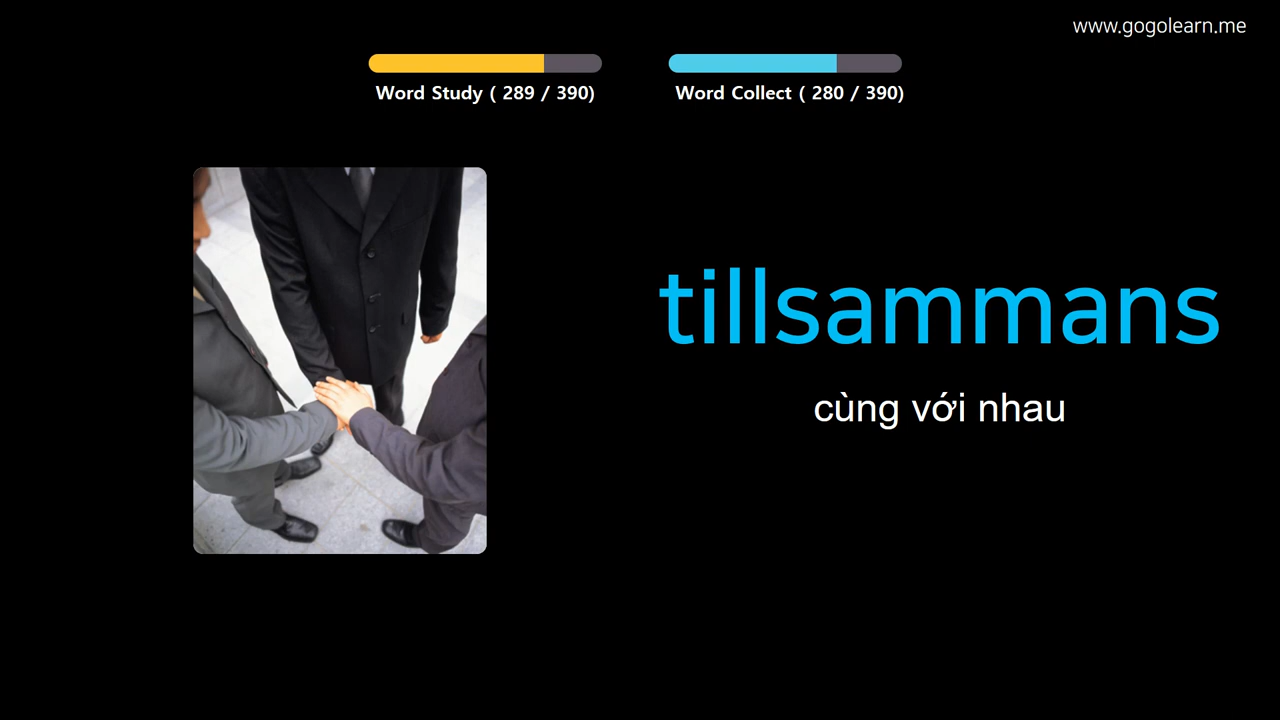 www.gogolearn.me
Word Study ( 289 / 390)
Word Collect ( 280 / 390)
tillsammans
cùng với nhau